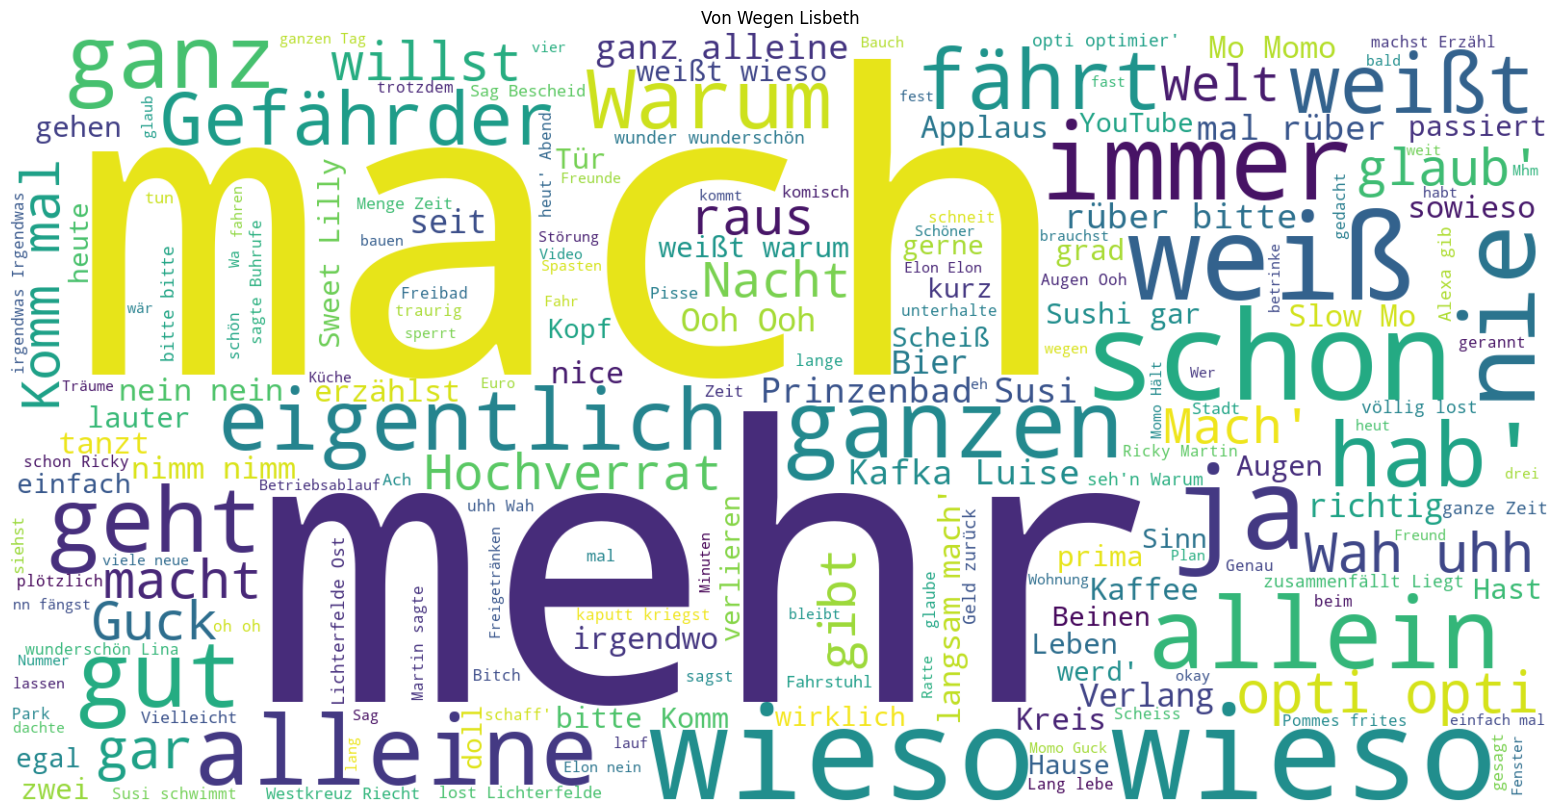 Von Wegen Lisbeth
ganz
ganzen Tag
willst
vier
ganz alleine
Bauch
opti optimier'
Mo Momo
machst Erzähl
weißt wieso
trotzdem
Sag Bescheid
Warum
fährt
Welt
bald
weißt
fast
fest
gehen
glaub
Gefährder
wunder wunderschön
Applaus
YouTube
mal rüber
passiert
mach
immer
glaub'
weit
Mhm
Tür
Freunde
heut' Abend
kommt
komisch
Komm mal
irgendwas Irgendwas
heute
tun
fahren
Wa
schön
sagte Buhrufe
bitte bitte
wär
Sweet Lilly
Menge Zeit
seit
bauen
raus
schneit
Schöner
rüber bitte
gedacht
habt
sowieso
Störung
Video
Spasten
weißt warum
gerne
brauchst
grad
weiß
nie
Freibad
traurig
sperrt
Fahr
Pisse
Nacht
Elon Elon
kurz
Augen Ooh
betrinke
Alexa gib
Kopf
Ooh Ooh
unterhalte
Sushi gar
Slow Mo
Scheiß
Bier
wegen
schon
gerannt
lange
nice
Träume
nein nein
Küche
erzählst
Euro
Zeit
Prinzenbad
eh
Susi
Wer
Momo Hält
Stadt
völlig lost
lauter
eigentlich
ganzen
Mach'
heut
tanzt
hab'
schon Ricky
nimm nimm
Hochverrat
Kafka Luise
seh'n Warum
Ricky Martin
Augen
drei
einfach
Betriebsablauf
Ach
mehr
ja
richtig
ganze Zeit
geht
uhh Wah
verlieren
langsam mach'
Geld zurück
siehst
viele neue
Lichterfelde Ost
Martin sagte
Freigetränken
mal
Minuten
gibt
prima
Sinn
Plan
Genau
Wah uhh
Freund
plötzlich
macht
Wohnung
Kaffee
zusammenfällt Liegt
Hast
nn fängst
kaputt kriegst
bleibt
glaube
beim
Guck
oh oh
irgendwo
Beinen
allein
wunderschön Lina
Leben
Nummer
gut
Bitch
sagst
Fahrstuhl
Ratte
werd'
okay
lassen
Verlang
opti opti
Park
dachte
Vielleicht
Sag
schaff'
doll
bitte Komm
wirklich
Kreis
Scheiss
Pommes frites
einfach mal
egal
gar
alleine
lang
lauf
wieso
Momo Guck
wieso
gesagt
Fenster
Hause
Elon nein
Lang lebe
zwei
Susi schwimmt
Westkreuz Riecht
lost Lichterfelde